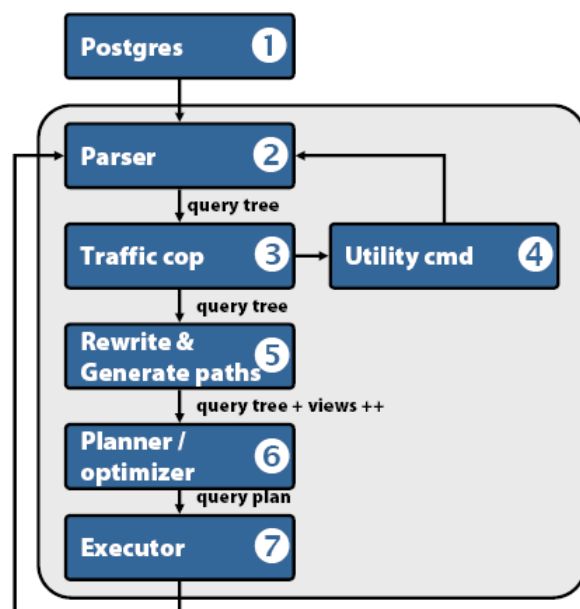 Postgres 1
Parser 2
query tree
Traffic cop 3
Utility cmd 4
query tree
Rewrite &
Generate paths 5
query tree + views ++
Planner /
optimizer 6
query plan
Executor 7